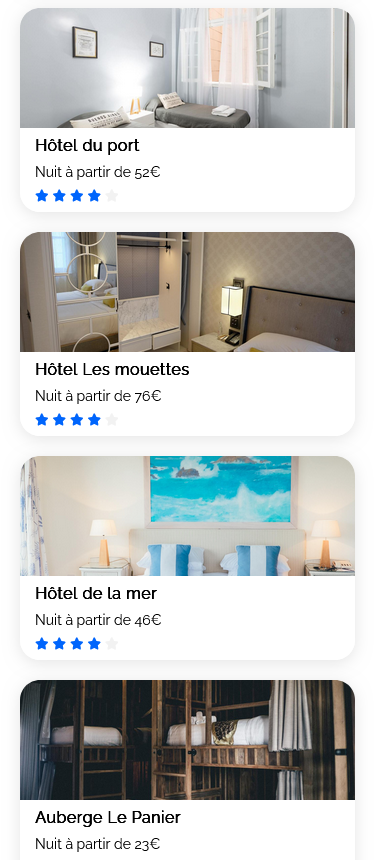 Hôtel du port
Nuit à partir de 52€
Hôtel Les mouettes
Nuit à partir de 76€
Hôtel de la mer
Nuit à partir de 46€
Auberge Le Panier
Nuit à partir de 23€